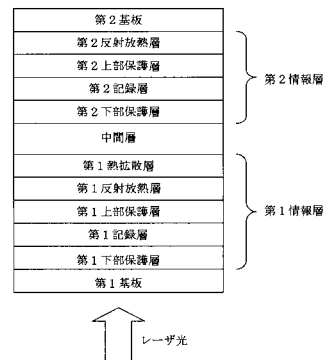 第2基板
第2反射放熱層
第2上部保護層
第2記録層
第2下部保護層
第2情報層
中間層
第1熱拡散層
第1反射放熱層
第1上部保護層
第1記録層
第1下部保護層
第1情報層
第1基板
レーザ光